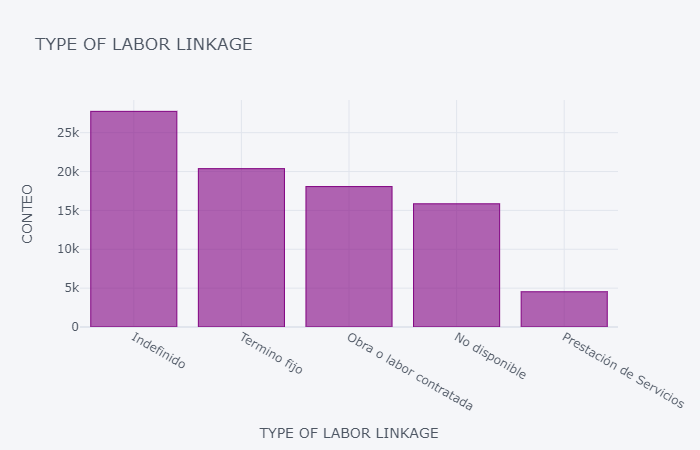 TYPE OF LABOR LINKAGE
CONTEO
25k
20k
15k
10k
5k
0
Indefinido
Termino fijo
Obra o labor contratada
No disponible
Prestación de Servicios
TYPE OF LABOR LINKAGE